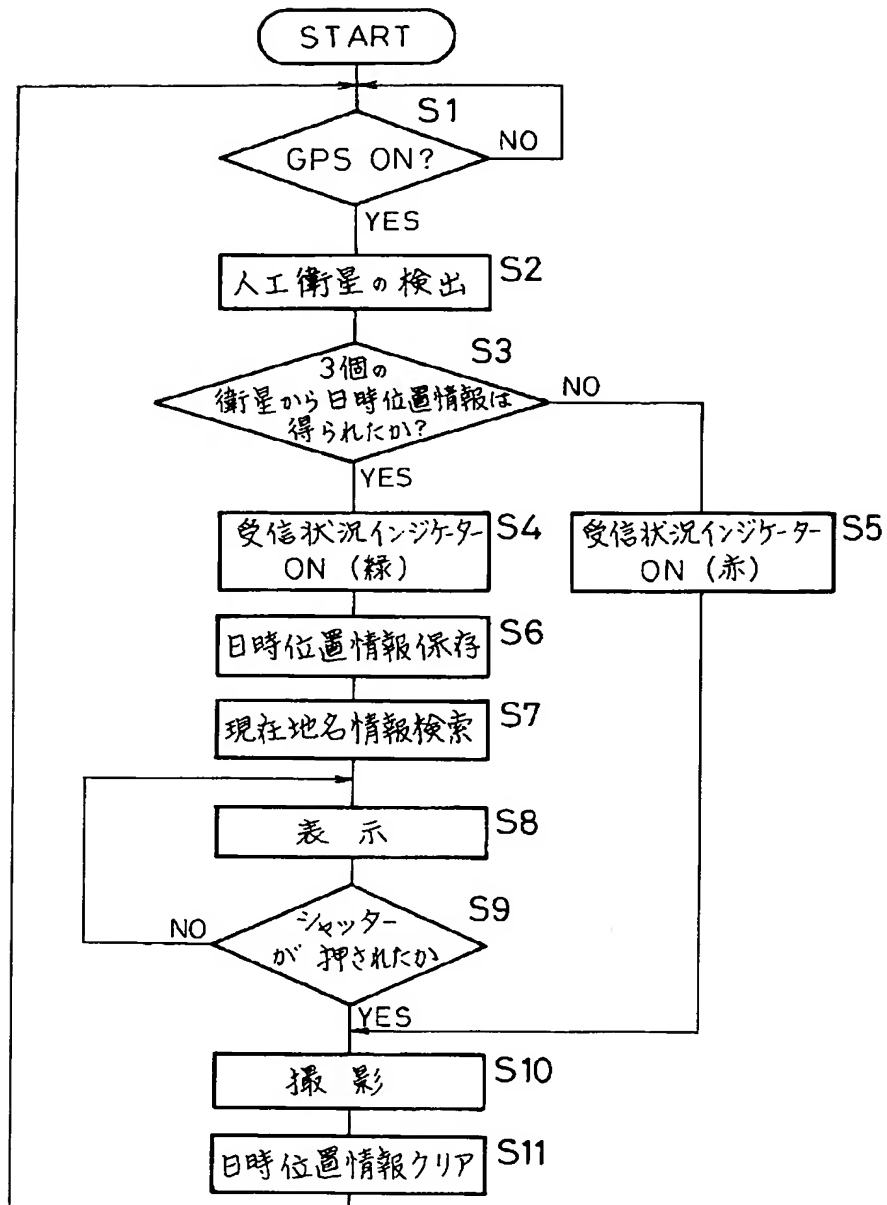 START
S1
GPS ON?
NO
YES
人工衛星の検出
S2
S3
3個の
衛星から日時位置情報は
得られたか?
NO
YES
受信状況インジケーター
ON (緑)
S4
受信状況インジケーター
ON (赤)
S5
日時位置情報保存
S6
現在地名情報検索
S7
表示
S8
S9
シャッター
が押されたか
NO
YES
撮影
S10
日時位置情報クリア
S11